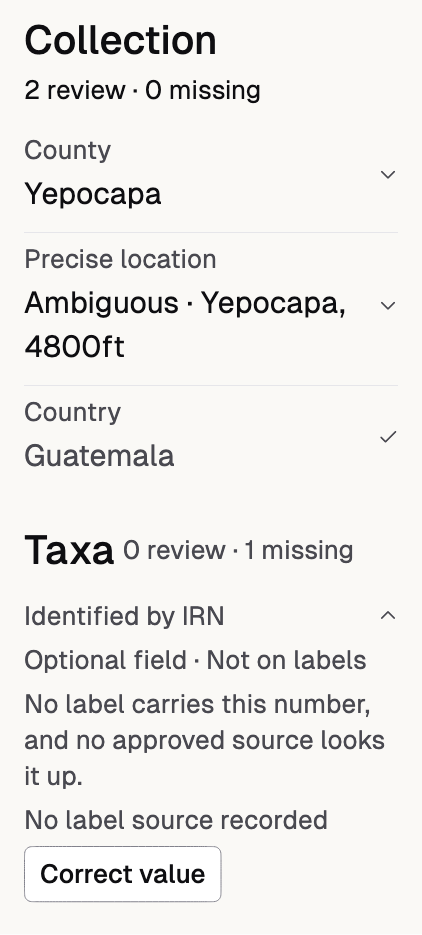 Collection
2 review · 0 missing
County
Yepocapa
Precise location
Ambiguous · Yepocapa,
4800ft
Country
Guatemala
Taxa 0 review · 1 missing
Identified by IRN
Optional field · Not on labels
No label carries this number,
and no approved source looks
it up.
No label source recorded
Correct value